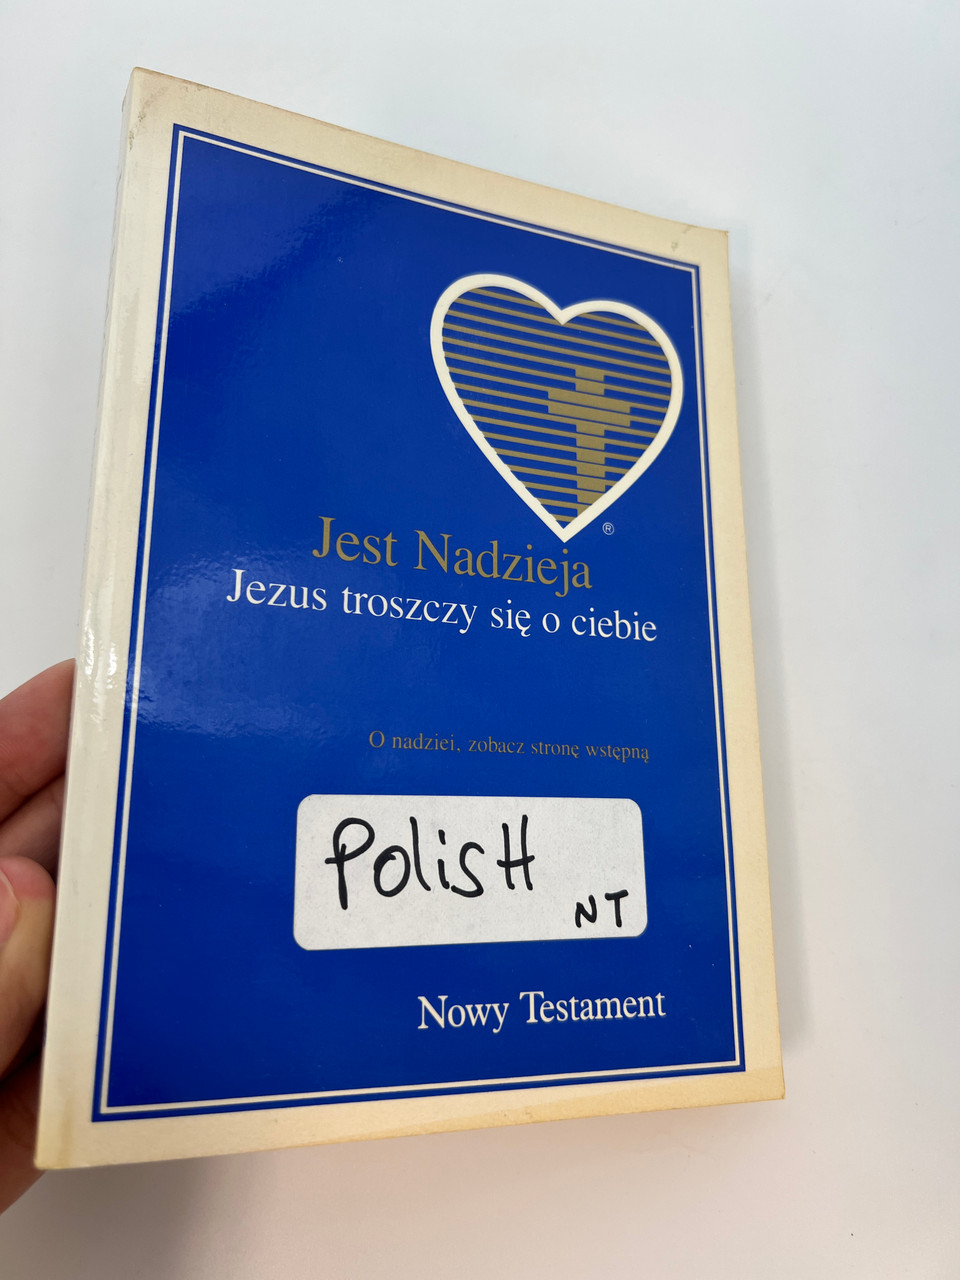 ®
Jest Nadzieja
Jezus troszczy się o ciebie
O nadziei, zobacz stronę wstępną
PolisH
NT
Nowy Testament